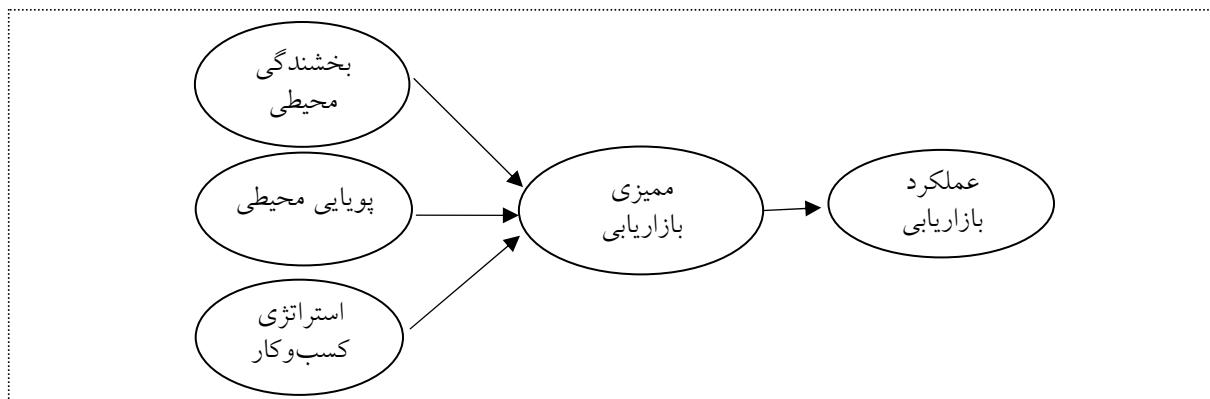 بخشندگی
محیطی
پویایی محیطی
استراتژی
کسب‌وکار
ممیزی
بازاریابی
عملکرد
بازاریابی